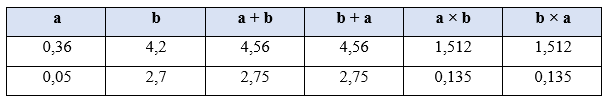 a b a + b b + a a × b b × a
0,36 4,2 4,56 4,56 1,512 1,512
0,05 2,7 2,75 2,75 0,135 0,135